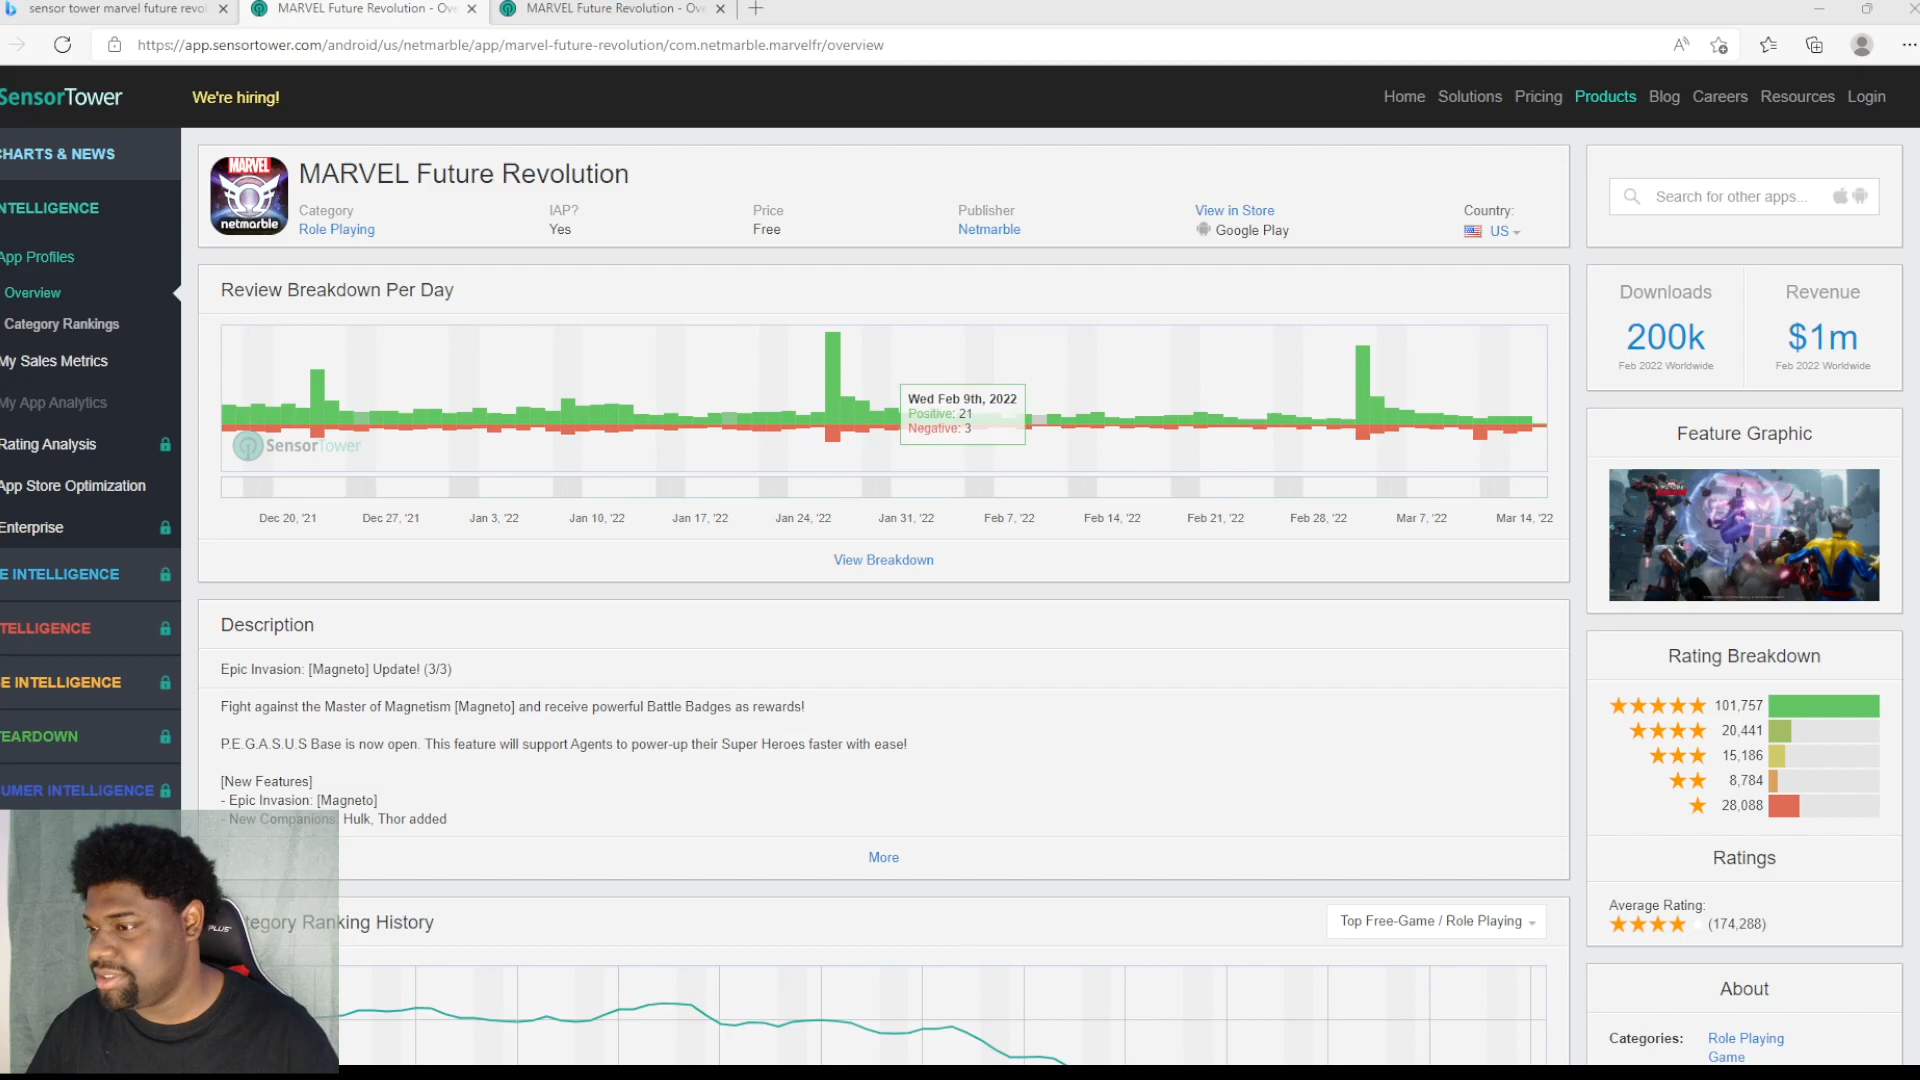 sensor tower marvel future revol
MARVEL Future Revolution - Ov
MARVEL Future Revolution - Ov
https://app.sensortower.com/android/us/netmarble/app/marvel-future-revolution/com.netmarble.marvelfr/overview
SensorTower
We're hiring!
Home Solutions Pricing Products Blog Careers Resources Login
CHARTS & NEWS
NTELLIGENCE
App Profiles
Overview
Category Rankings
My Sales Metrics
My App Analytics
Rating Analysis
App Store Optimization
Enterprise
E INTELLIGENCE
TELLIGENCE
E INTELLIGENCE
EARDOWN
UMER INTELLIGENCE
MARVEL
netmarble
MARVEL Future Revolution
Category
Role Playing
IAP?
Yes
Price
Free
Publisher
Netmarble
View in Store
Google Play
Country:
US
Search for other apps...
Review Breakdown Per Day
Wed Feb 9th, 2022
Positive: 21
Negative: 3
SensorTower
Dec 20, '21 Dec 27, '21 Jan 3, '22 Jan 10, '22 Jan 17, '22 Jan 24, '22 Jan 31, '22 Feb 7, '22 Feb 14, '22 Feb 21, '22 Feb 28, '22 Mar 7, '22 Mar 14, '22
View Breakdown
Description
Epic Invasion: [Magneto] Update! (3/3)
Fight against the Master of Magnetism [Magneto] and receive powerful Battle Badges as rewards!
P.E.G.A.S.U.S Base is now open. This feature will support Agents to power-up their Super Heroes faster with ease!
[New Features]
- Epic Invasion: [Magneto]
- New Companions: Hulk, Thor added
More
tegory Ranking History
Top Free-Game / Role Playing
Downloads
200k
Feb 2022 Worldwide
Revenue
$1m
Feb 2022 Worldwide
Feature Graphic
Rating Breakdown
101,757
20,441
15,186
8,784
28,088
Ratings
Average Rating:
(174,288)
About
Categories: Role Playing
Game
PLUS